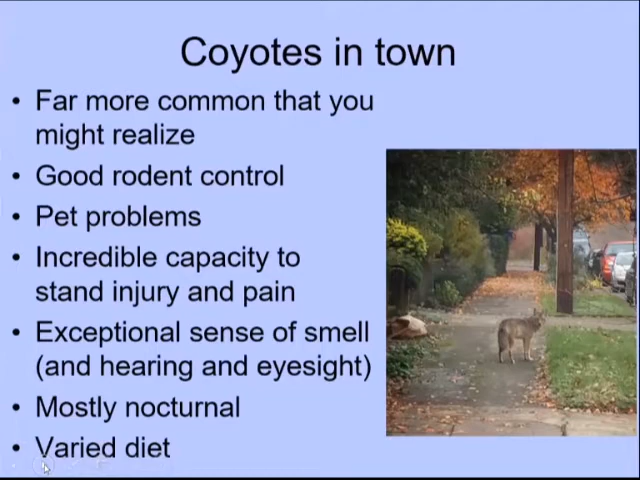 Coyotes in town
• Far more common that you
might realize
• Good rodent control
• Pet problems
• Incredible capacity to
stand injury and pain
• Exceptional sense of smell
(and hearing and eyesight)
• Mostly nocturnal
• Varied diet